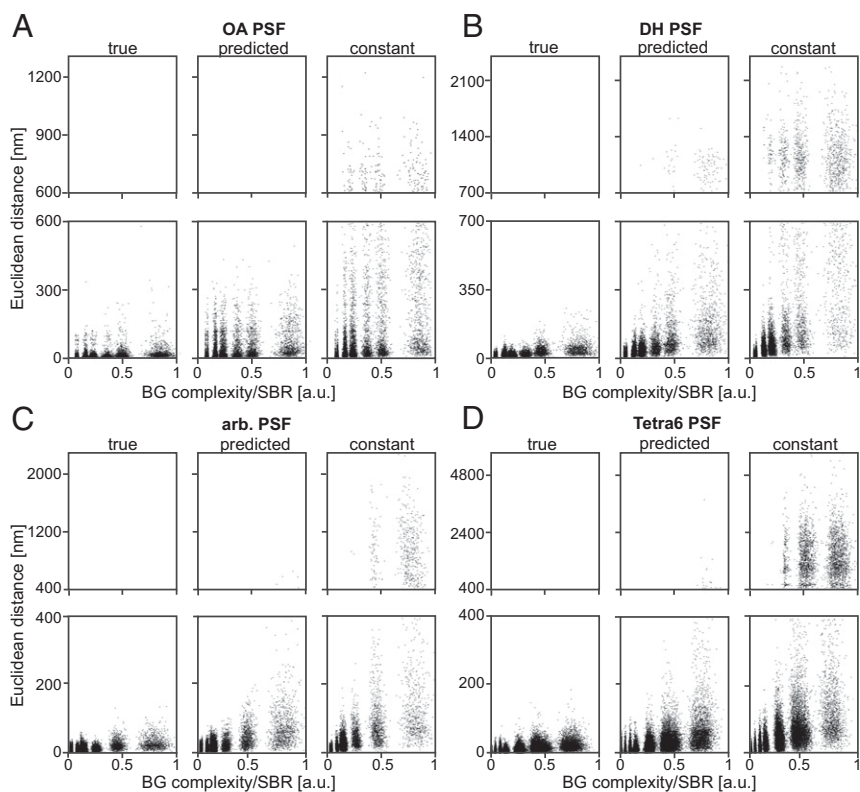 A
OA PSF
true predicted constant
1200
900
600
600
300
0
Euclidean distance [nm]
0 0.5 1 0 0.5 1 0 0.5 1
BG complexity/SBR [a.u.]
B
DH PSF
true predicted constant
2100
1400
700
700
350
0
0 0.5 1 0 0.5 1 0 0.5 1
BG complexity/SBR [a.u.]
C
arb. PSF
true predicted constant
2000
1200
400
400
200
0
Euclidean distance [nm]
0 0.5 1 0 0.5 1 0 0.5 1
BG complexity/SBR [a.u.]
D
Tetra6 PSF
true predicted constant
4800
2400
400
400
200
0
0 0.5 1 0 0.5 1 0 0.5 1
BG complexity/SBR [a.u.]